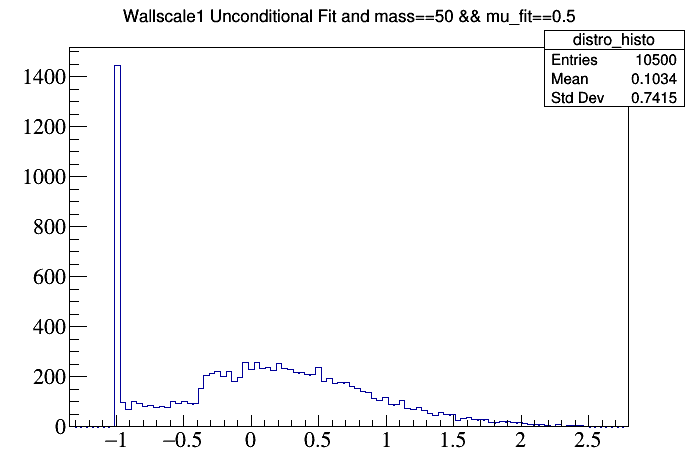 Wallscale1 Unconditional Fit and mass==50 && mu_fit==0.5
distro_histo
Entries 10500
Mean 0.1034
Std Dev 0.7415
1400
1200
1000
800
600
400
200
0
−1 −0.5 0 0.5 1 1.5 2 2.5